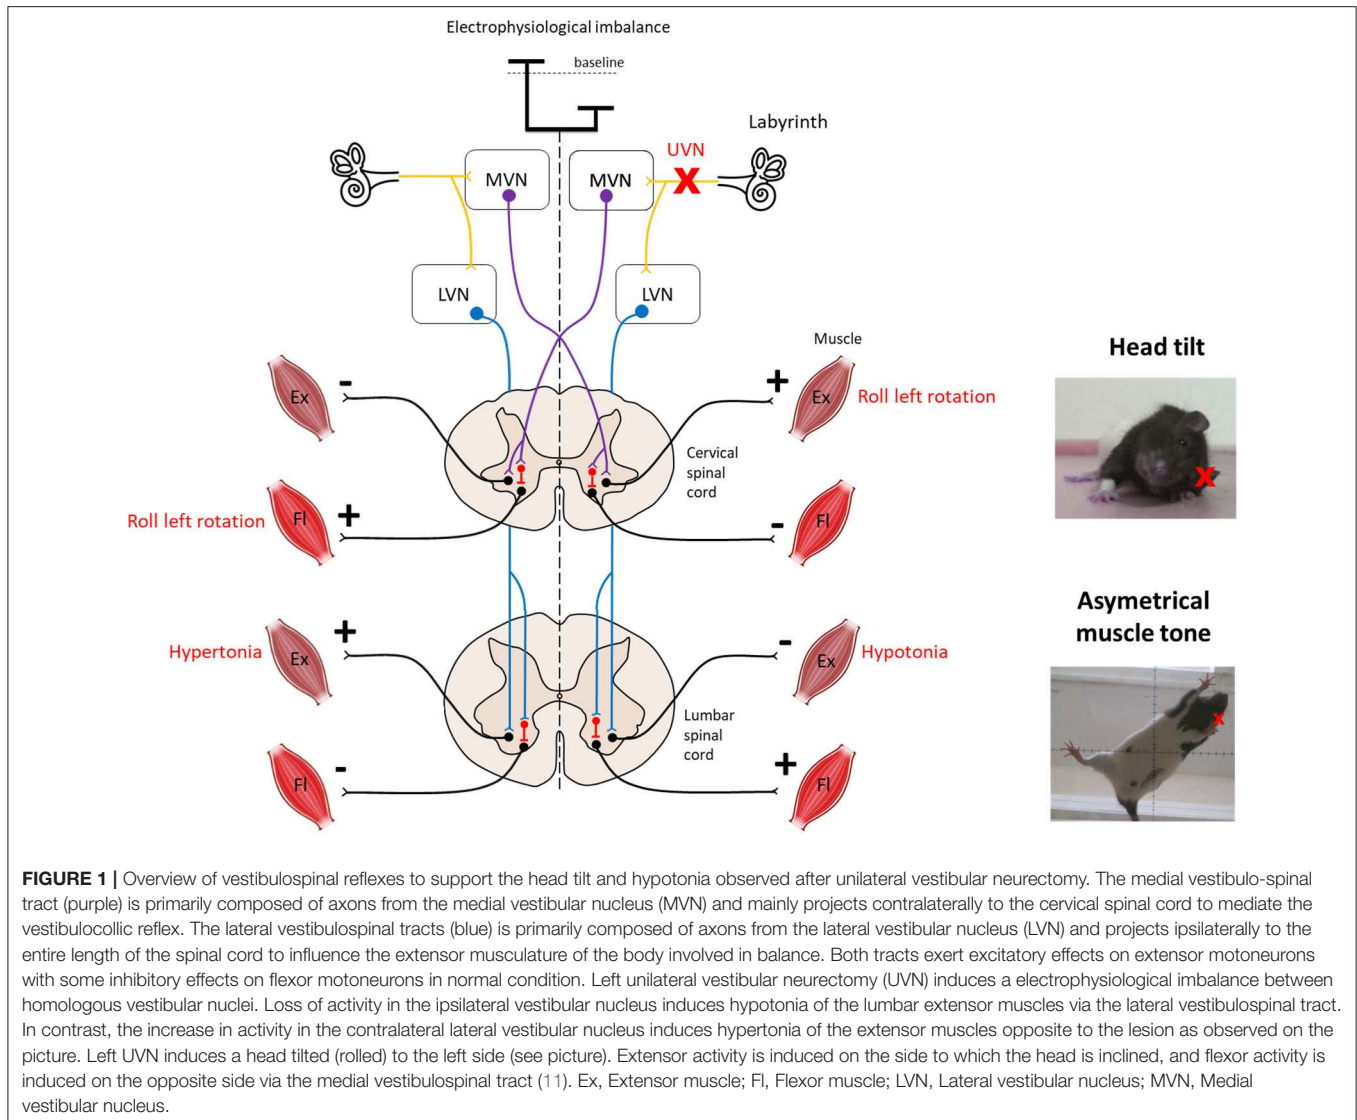 Electrophysiological imbalance
baseline
Labyrinth
UVN
X
MVN
MVN
LVN
LVN
Muscle
Head tilt
-
Ex
+
Ex
Roll left rotation
Cervical
spinal
cord
X
Roll left rotation
Fl
+
-
Fl
Asymetrical
muscle tone
Hypertonia
Ex
+
-
Ex
Hypotonia
Lumbar
spinal
cord
x
Fl
-
+
Fl
FIGURE 1 | Overview of vestibulospinal reflexes to support the head tilt and hypotonia observed after unilateral vestibular neurectomy. The medial vestibulo-spinal
tract (purple) is primarily composed of axons from the medial vestibular nucleus (MVN) and mainly projects contralaterally to the cervical spinal cord to mediate the
vestibulocollic reflex. The lateral vestibulospinal tracts (blue) is primarily composed of axons from the lateral vestibular nucleus (LVN) and projects ipsilaterally to the
entire length of the spinal cord to influence the extensor musculature of the body involved in balance. Both tracts exert excitatory effects on extensor motoneurons
with some inhibitory effects on flexor motoneurons in normal condition. Left unilateral vestibular neurectomy (UVN) induces a electrophysiological imbalance between
homologous vestibular nuclei. Loss of activity in the ipsilateral vestibular nucleus induces hypotonia of the lumbar extensor muscles via the lateral vestibulospinal tract.
In contrast, the increase in activity in the contralateral lateral vestibular nucleus induces hypertonia of the extensor muscles opposite to the lesion as observed on the
picture. Left UVN induces a head tilted (rolled) to the left side (see picture). Extensor activity is induced on the side to which the head is inclined, and flexor activity is
induced on the opposite side via the medial vestibulospinal tract (11). Ex, Extensor muscle; Fl, Flexor muscle; LVN, Lateral vestibular nucleus; MVN, Medial
vestibular nucleus.